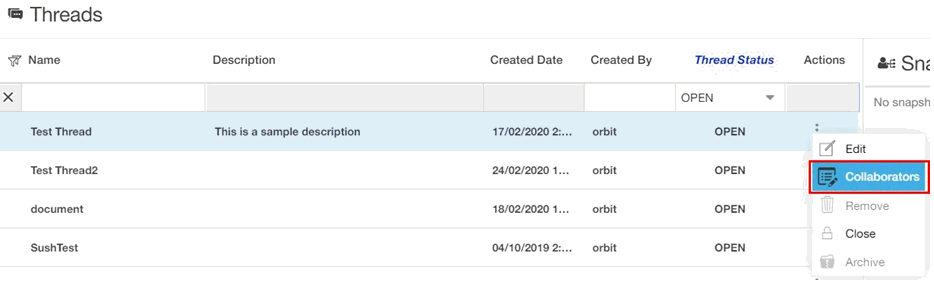 Threads
Name Description Created Date Created By Thread Status Actions
Sna
No snapsh
OPEN
Test Thread This is a sample description 17/02/2020 2:... orbit OPEN
Edit
Test Thread2 24/02/2020 1... orbit OPEN
Collaborators
document 18/02/2020 1... orbit OPEN
Remove
Close
SushTest 04/10/2019 2:... orbit OPEN
Archive